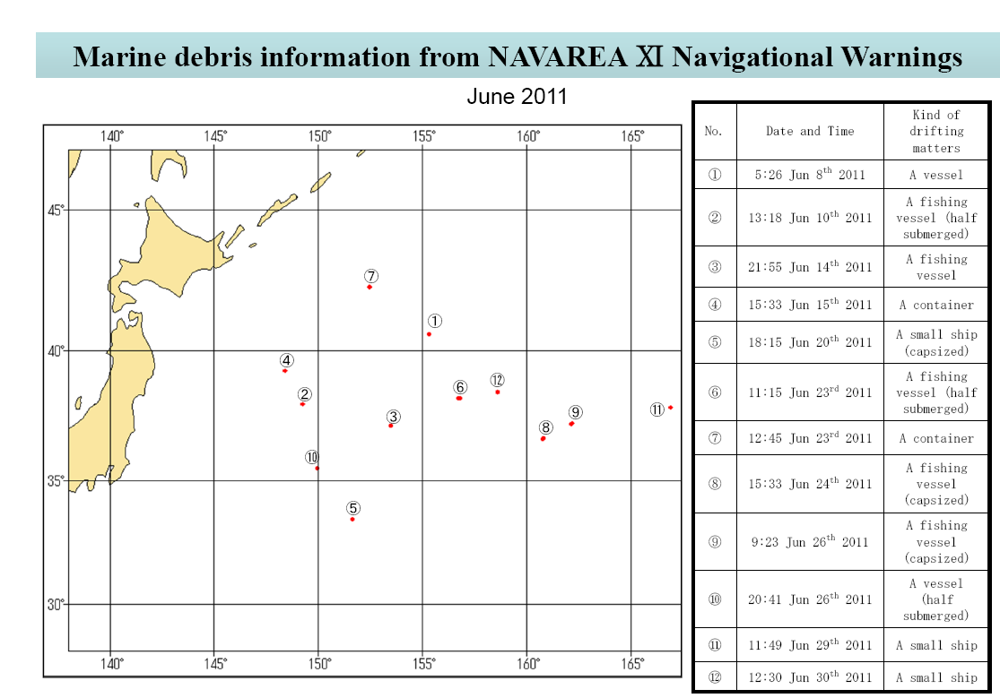 Marine debris information from NAVAREA Ⅺ Navigational Warnings
June 2011
140° 145° 150° 155° 160° 165°
45°
⑦
①
40°
④
⑫
⑥
②
⑪
⑨
③
⑧
⑩
35°
⑤
30°
140° 145° 150° 155° 160° 165°
No. Date and Time Kind of
drifting
matters
① 5:26 Jun 8th 2011 A vessel
② 13:18 Jun 10th 2011 A fishing
vessel (half
submerged)
③ 21:55 Jun 14th 2011 A fishing
vessel
④ 15:33 Jun 15th 2011 A container
⑤ 18:15 Jun 20th 2011 A small ship
(capsized)
⑥ 11:15 Jun 23rd 2011 A fishing
vessel (half
submerged)
⑦ 12:45 Jun 23rd 2011 A container
⑧ 15:33 Jun 24th 2011 A fishing
vessel
(capsized)
⑨ 9:23 Jun 26th 2011 A fishing
vessel
(capsized)
⑩ 20:41 Jun 26th 2011 A vessel
(half
submerged)
⑪ 11:49 Jun 29th 2011 A small ship
⑫ 12:30 Jun 30th 2011 A small ship